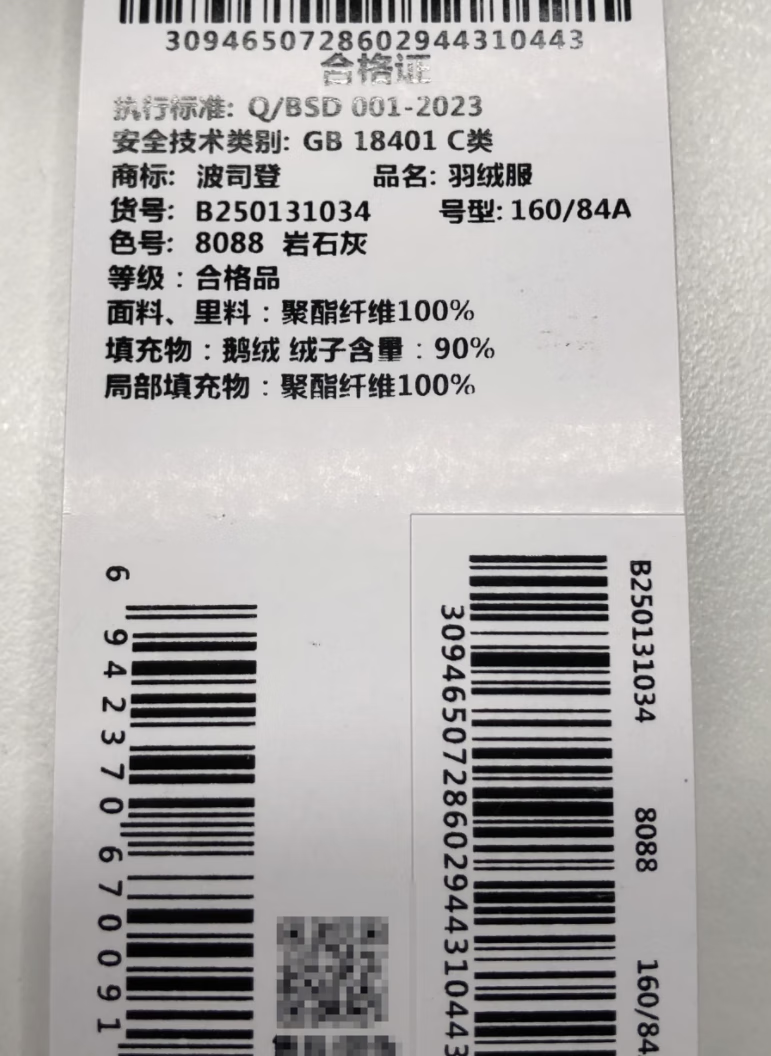 3094650728602944310443
合格证
执行标准: Q/BSD 001-2023
安全技术类别: GB 18401 C类
商标: 波司登 品名: 羽绒服
货号: B250131034 号型: 160/84A
色号: 8088 岩石灰
等级：合格品
面料、里料：聚酯纤维100%
填充物：鹅绒 绒子含量：90%
局部填充物：聚酯纤维100%
6942370670091
B250131034 8088 160/84
3094650728602944310443